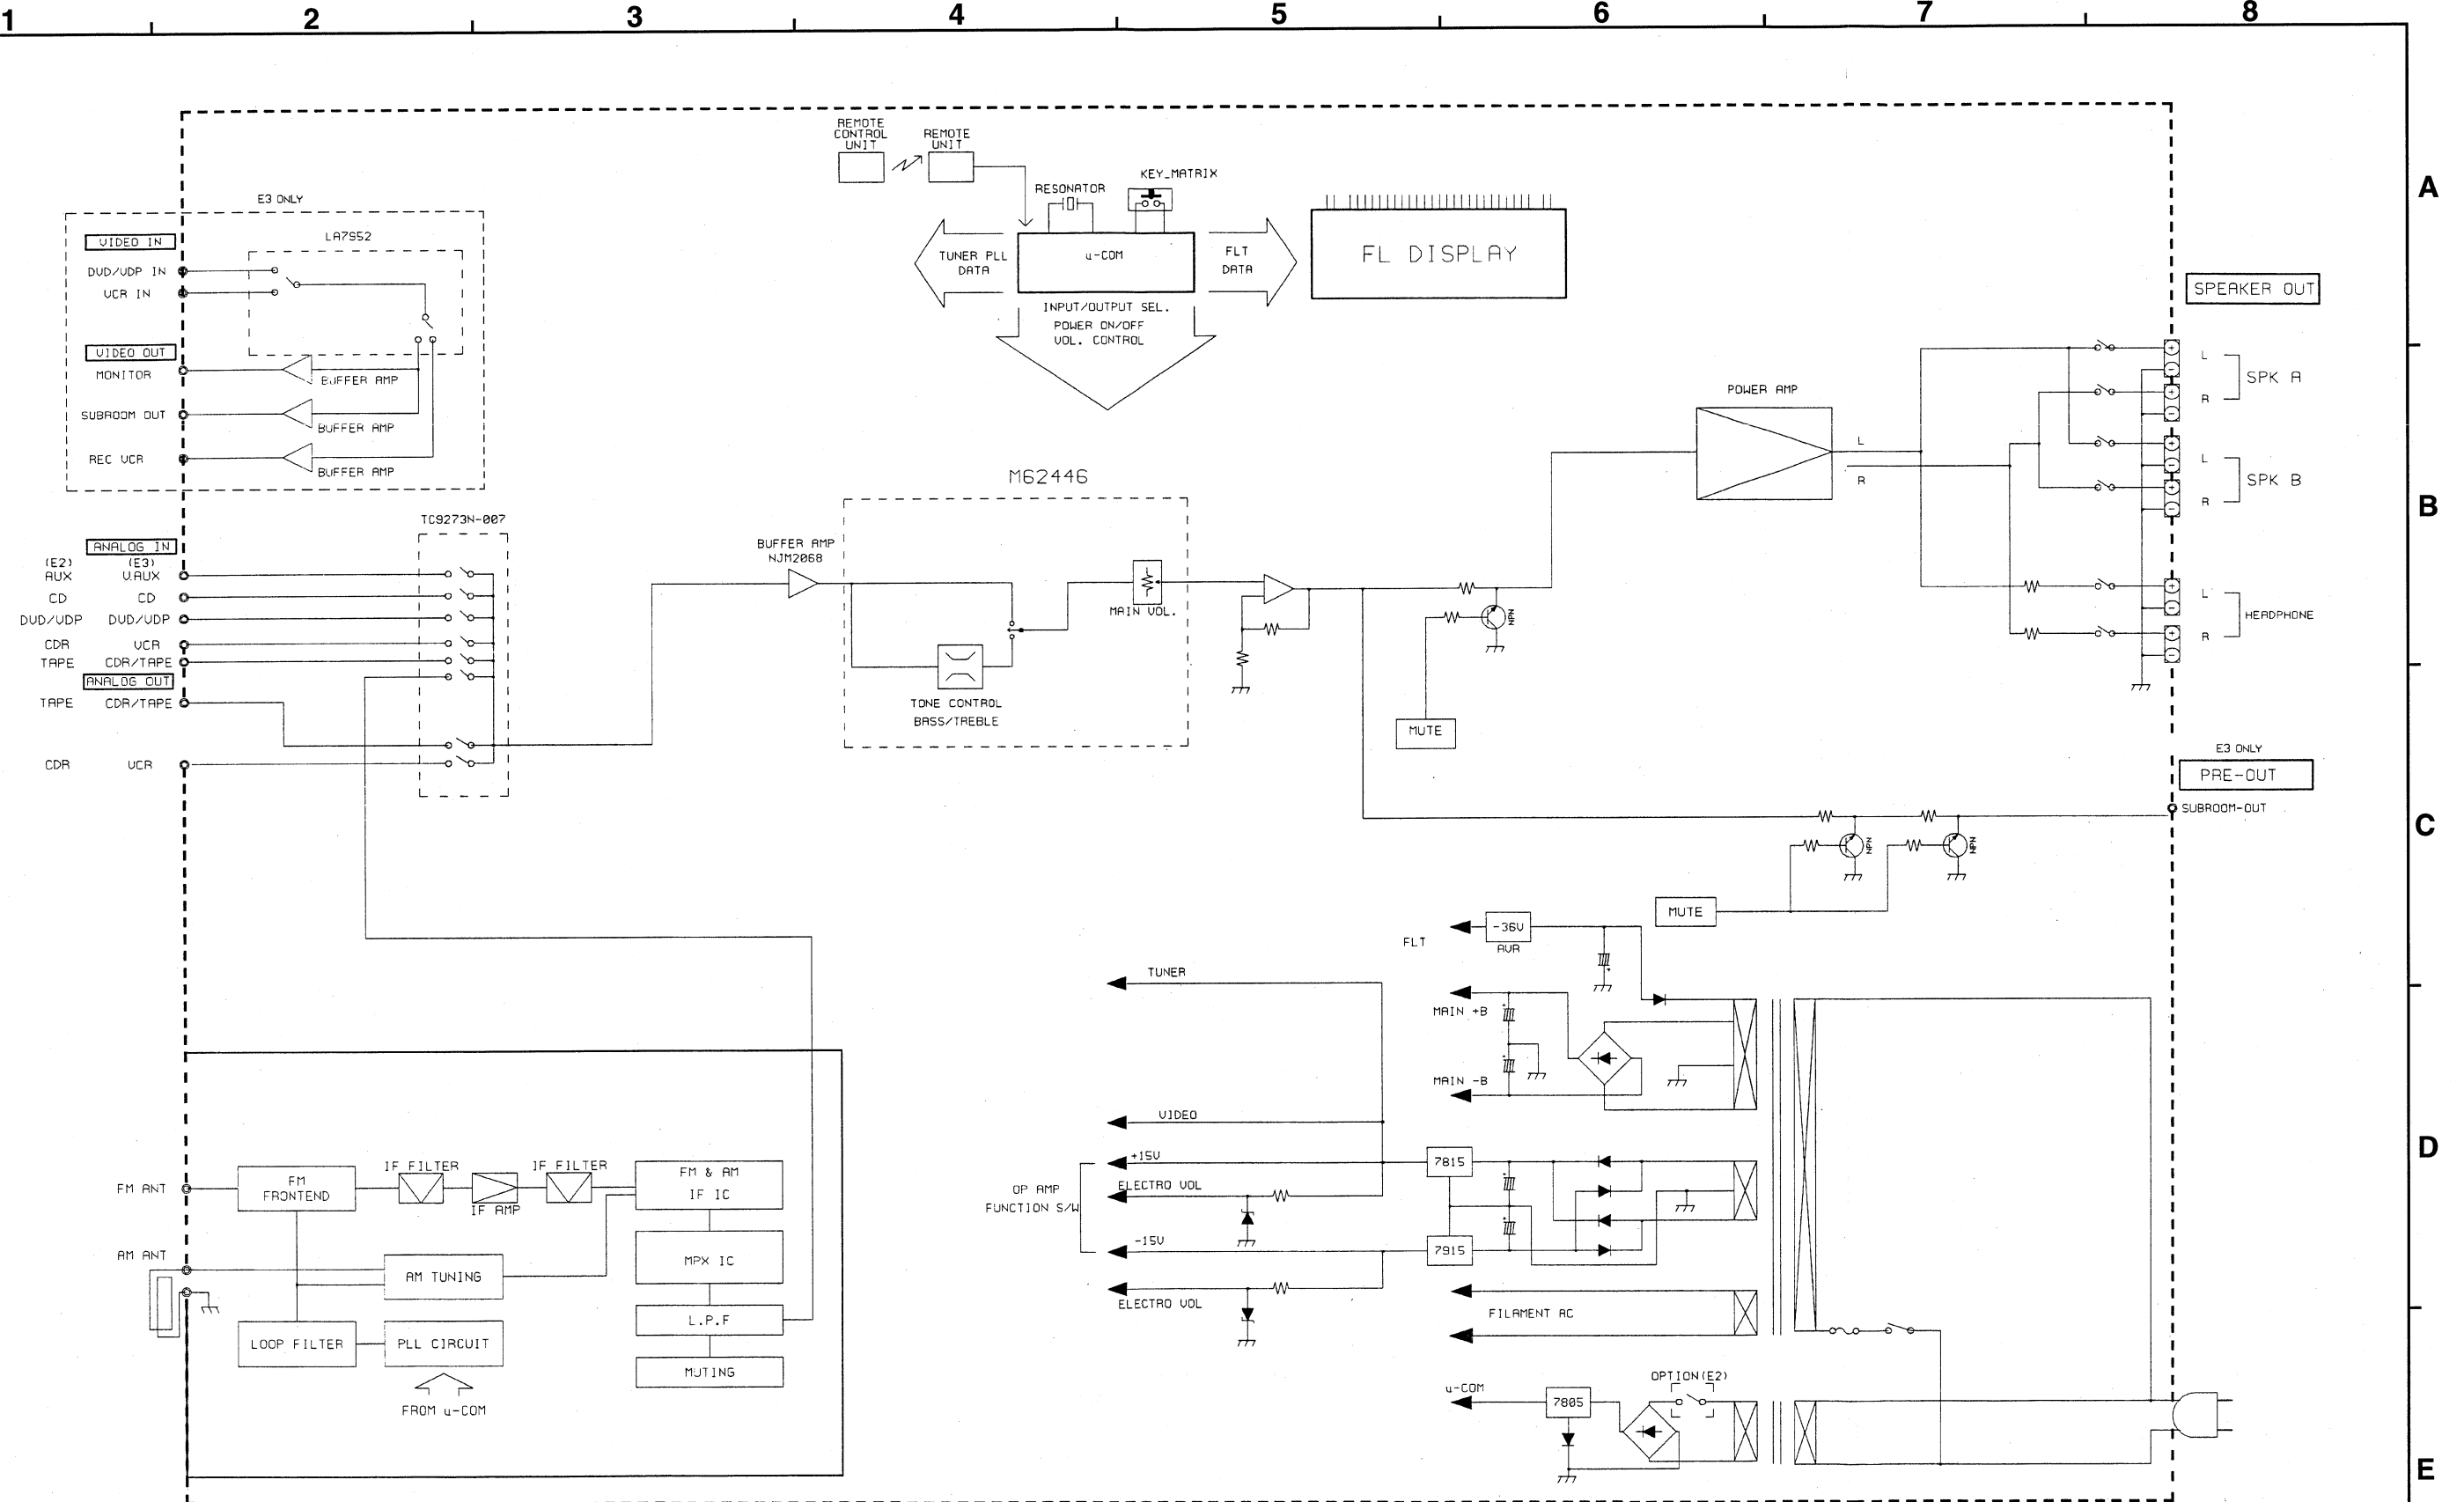 1 2 3 4 5 6 7 8
A
B
C
D
E
REMOTE
CONTROL
UNIT
REMOTE
UNIT
RESONATOR
KEY_MATRIX
TUNER PLL
DATA
u-COM
FLT
DATA
FL DISPLAY
INPUT/OUTPUT SEL.
POWER ON/OFF
VOL. CONTROL
E3 ONLY
VIDEO IN
LA7952
DVD/VDP IN
VCR IN
VIDEO OUT
MONITOR
BUFFER AMP
SUBROOM OUT
BUFFER AMP
REC VCR
BUFFER AMP
SPEAKER OUT
POWER AMP
L
R
L
R
SPK A
L
R
SPK B
L
R
HEADPHONE
TC9273N-007
ANALOG IN
(E2) (E3)
AUX V.AUX
CD CD
DVD/VDP DVD/VDP
CDR VCR
TAPE CDR/TAPE
ANALOG OUT
TAPE CDR/TAPE
CDR VCR
BUFFER AMP
NJM2068
M62446
MAIN VOL.
TONE CONTROL
BASS/TREBLE
NPN
MUTE
E3 ONLY
PRE-OUT
SUBROOM-OUT
NPN
NPN
MUTE
FLT
-36V
AVR
TUNER
MAIN +B
MAIN -B
VIDEO
+15V
7815
ELECTRO VOL
OP AMP
FUNCTION S/W
-15V
7915
ELECTRO VOL
FILAMENT AC
OPTION(E2)
u-COM
7805
FM ANT
FM
FRONTEND
IF FILTER
IF AMP
IF FILTER
FM & AM
IF IC
AM ANT
AM TUNING
MPX IC
L.P.F
LOOP FILTER
PLL CIRCUIT
MUTING
FROM u-COM